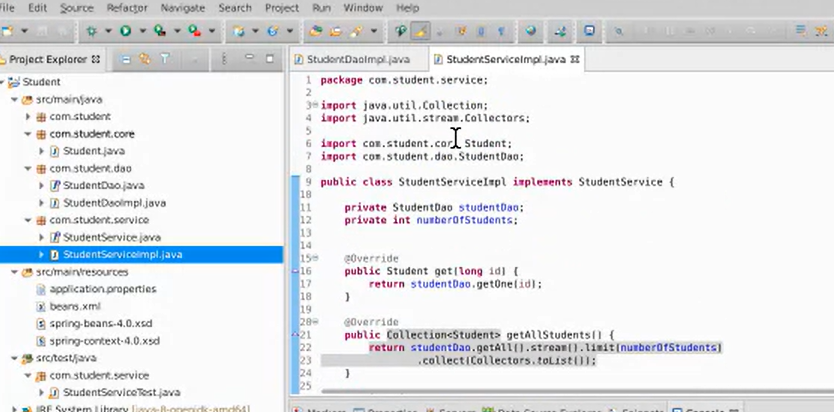 File Edit Source Refactor Navigate Search Project Run Window Help
Project Explorer
StudentDaoImpl.java
StudentServiceImpl.java
Student
src/main/java
com.student
com.student.core
Student.java
com.student.dao
StudentDao.java
StudentDaoImpl.java
com.student.service
StudentService.java
StudentServiceImpl.java
src/main/resources
application.properties
beans.xml
spring-beans-4.0.xsd
spring-context-4.0.xsd
src/test/java
com.student.service
StudentServiceTest.java
JRE System Library [java-8-openjdk-amd64]
1 package com.student.service;
2
3 import java.util.Collection;
4 import java.util.stream.Collectors;
5
6 import com.student.core.Student;
7 import com.student.dao.StudentDao;
8
9 public class StudentServiceImpl implements StudentService {
10
11 private StudentDao studentDao;
12 private int numberOfStudents;
13
14
15 @Override
16 public Student get(long id) {
17 return studentDao.getOne(id);
18 }
19
20 @Override
21 public Collection<Student> getAllStudents() {
22 return studentDao.getAll().stream().limit(numberOfStudents)
23 .collect(Collectors.toList());
24 }
25
Markers Properties Servers Data Source Explorer Snippets Console